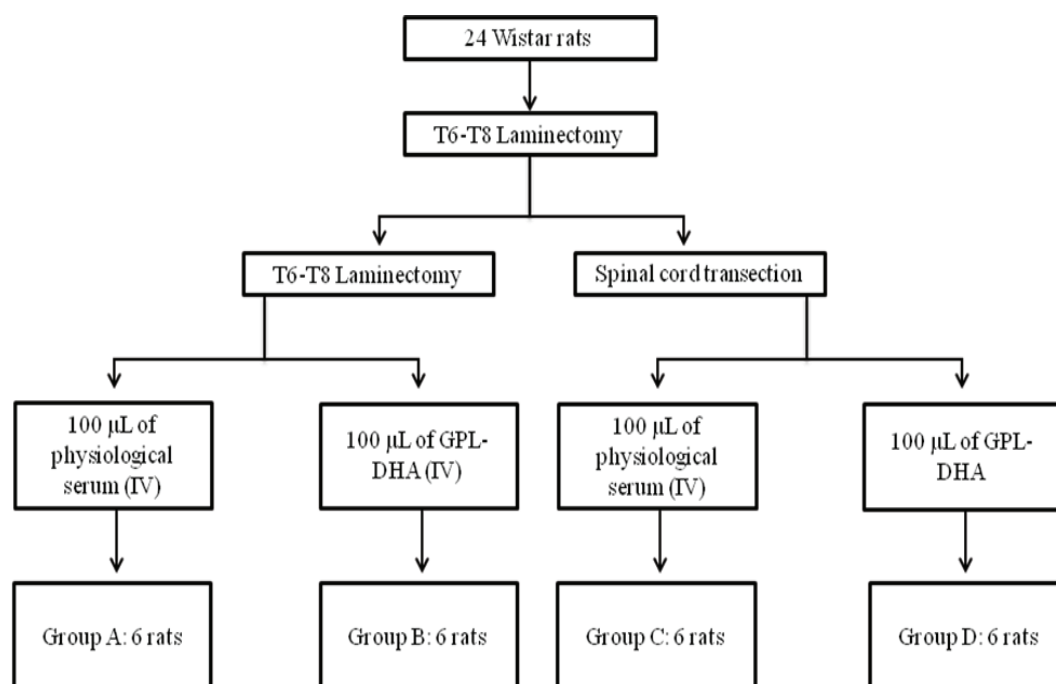 24 Wistar rats
T6-T8 Laminectomy
T6-T8 Laminectomy
Spinal cord transection
100 μL of
physiological
serum (IV)
100 μL of GPL-
DHA (IV)
100 μL of
physiological
serum (IV)
100 μL of GPL-
DHA
Group A: 6 rats
Group B: 6 rats
Group C: 6 rats
Group D: 6 rats